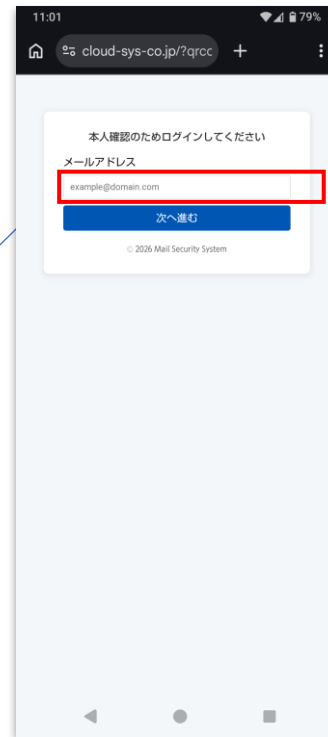 11:01
79%
cloud-sys-co.jp/?qrcc
本人確認のためログインしてください
メールアドレス
example@domain.com
次へ進む
© 2026 Mail Security System